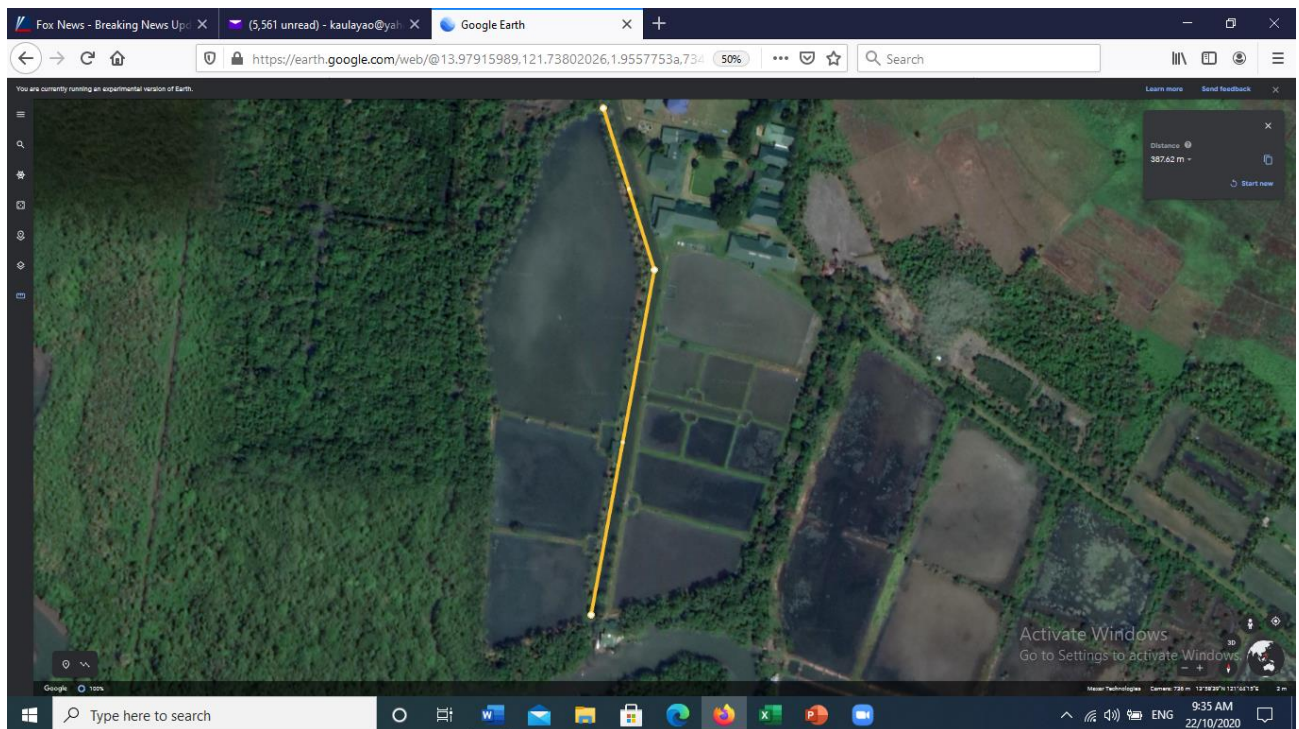 Fox News - Breaking News Upd
(5,561 unread) - kaulayao@yah
Google Earth
https://earth.google.com/web/@13.97915989,121.73802026,1.9557753a,734
50%
Search
You are currently running an experimental version of Earth.
Learn more
Send feedback
Distance
387.62 m
Start new
Activate Windows
Go to Settings to activate Windows.
3D
Google
100%
Maxar Technologies
Camera: 736 m
2 m
Type here to search
ENG
9:35 AM
22/10/2020